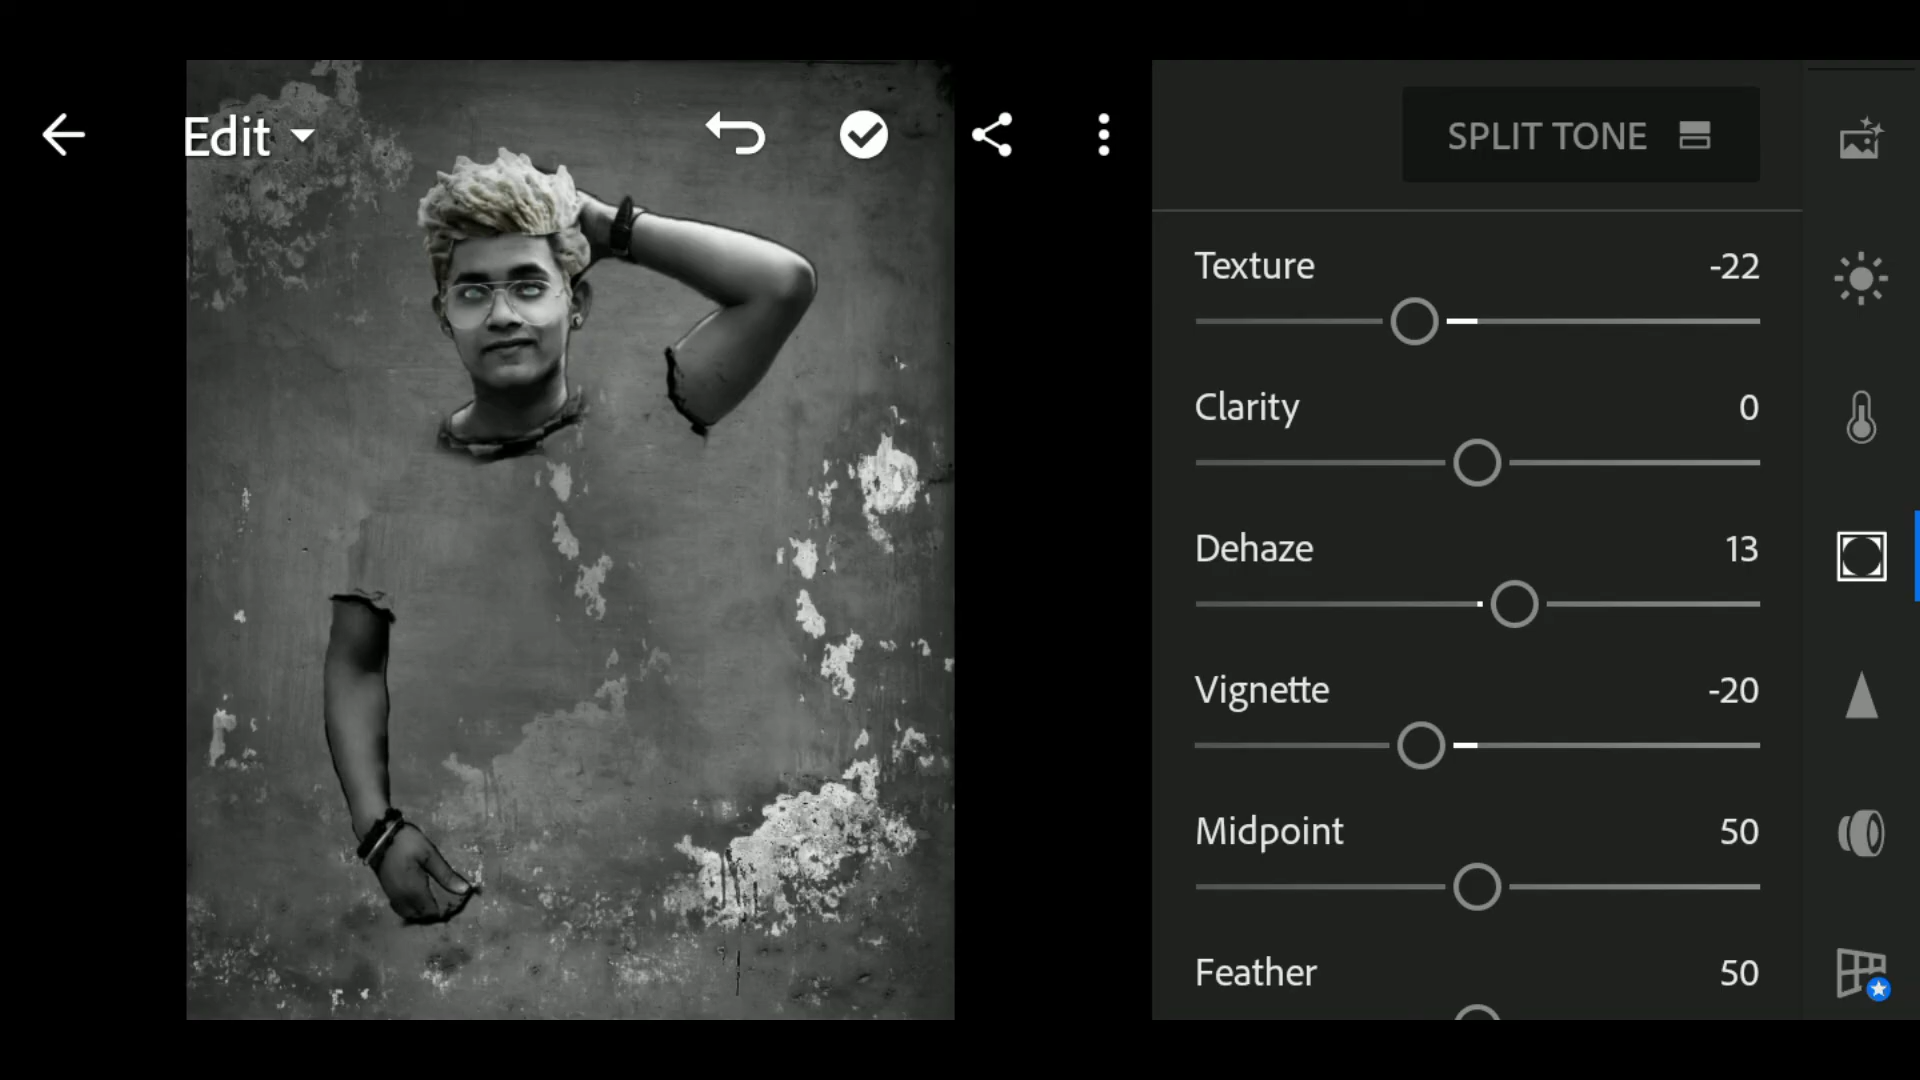 Edit
SPLIT TONE
Texture -22
Clarity 0
Dehaze 13
Vignette -20
Midpoint 50
Feather 50